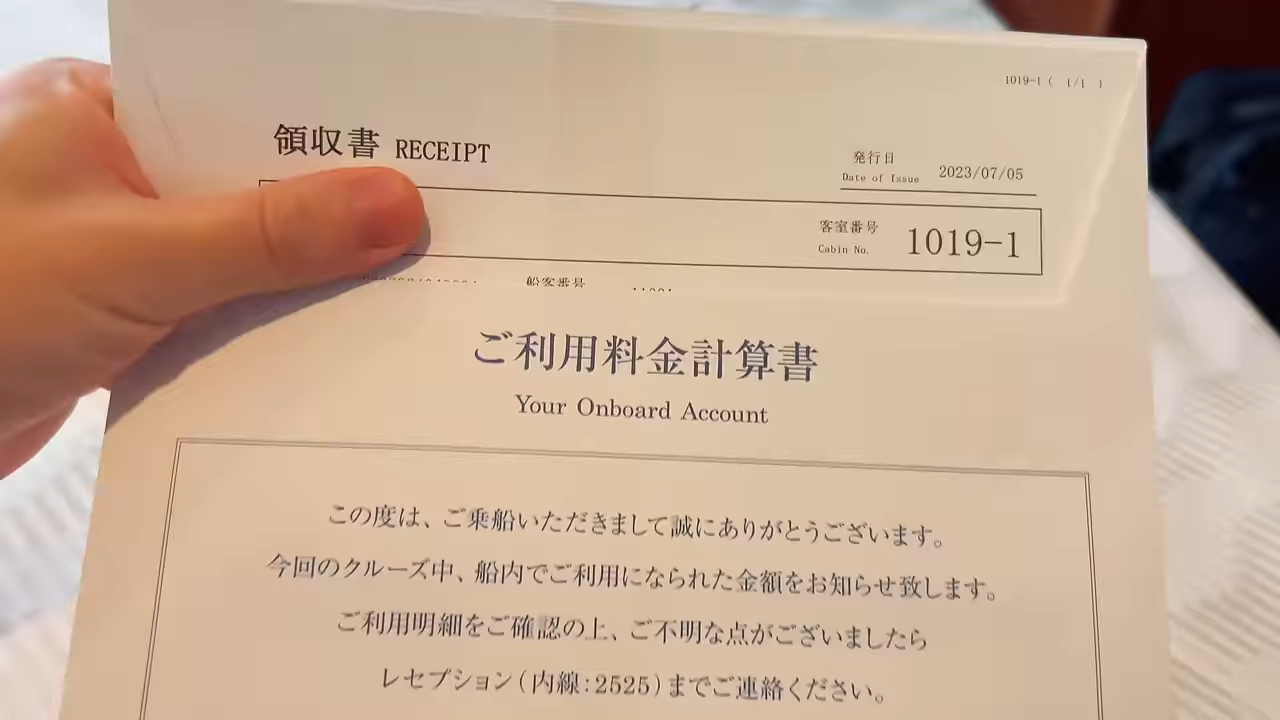 1019-1 ( 1/1 )
領収書 RECEIPT
発行日
Date of Issue 2023/07/05
客室番号
Cabin No. 1019-1
船客番号
ご利用料金計算書
Your Onboard Account
この度は、ご乗船いただきまして誠にありがとうございます。
今回のクルーズ中、船内でご利用になられた金額をお知らせ致します。
ご利用明細をご確認の上、ご不明な点がございましたら
レセプション(内線:2525)までご連絡ください。